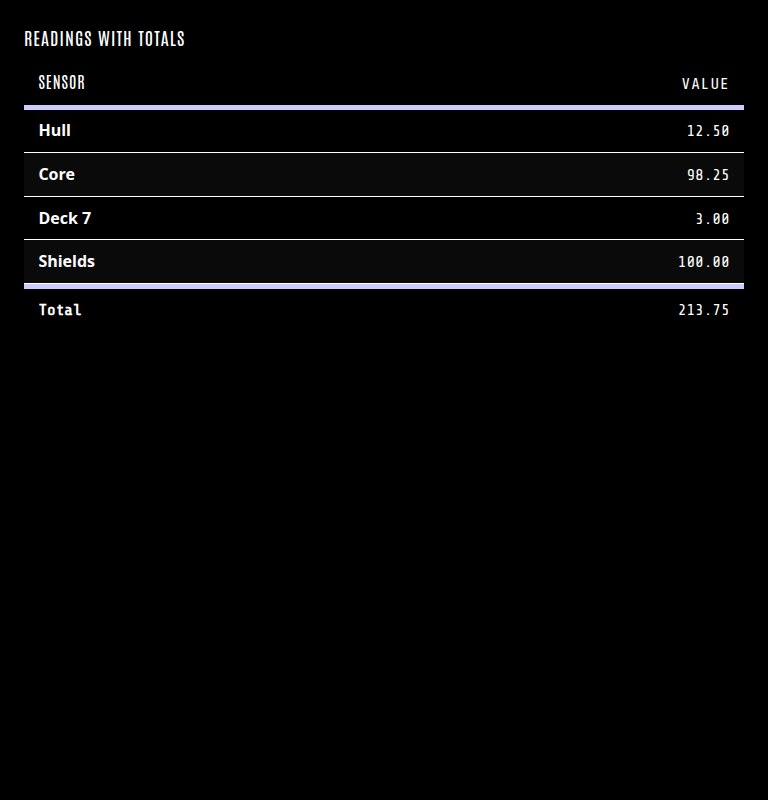 READINGS WITH TOTALS
SENSOR VALUE
Hull 12.50
Core 98.25
Deck 7 3.00
Shields 100.00
Total 213.75